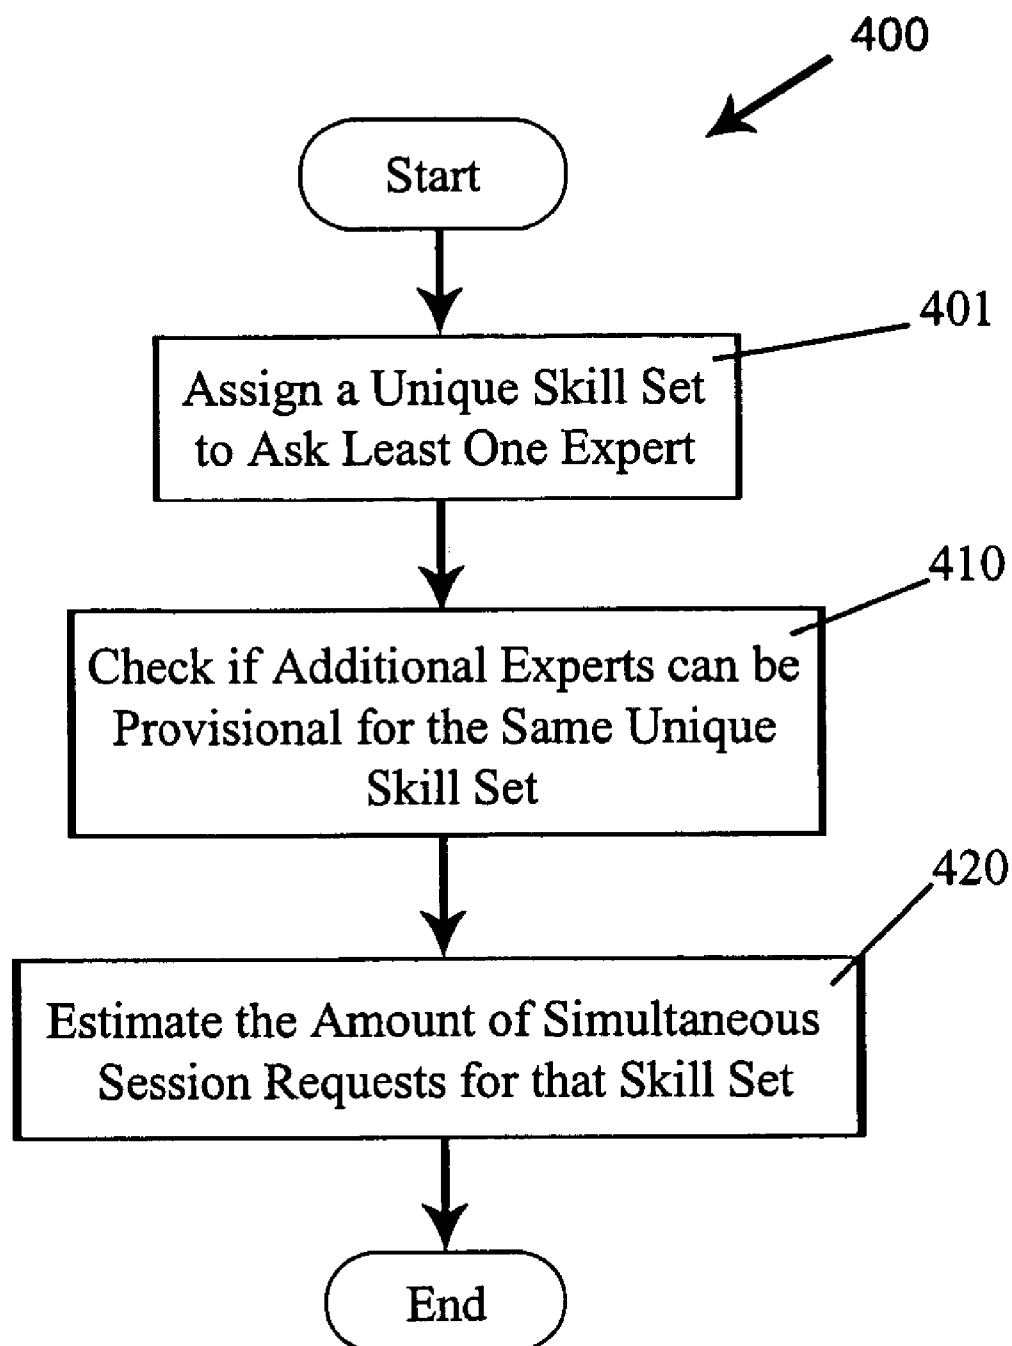 400
Start
401
Assign a Unique Skill Set
to Ask Least One Expert
410
Check if Additional Experts can be
Provisional for the Same Unique
Skill Set
420
Estimate the Amount of Simultaneous
Session Requests for that Skill Set
End